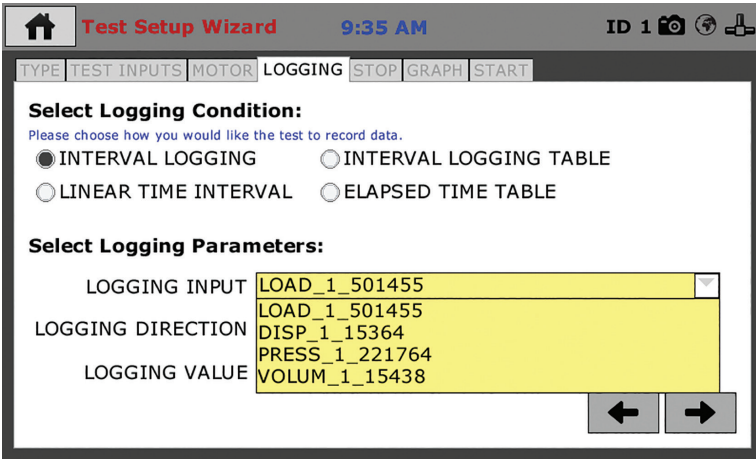 Test Setup Wizard 9:35 AM ID 1
TYPE TEST INPUTS MOTOR LOGGING STOP GRAPH START
Select Logging Condition:
Please choose how you would like the test to record data.
INTERVAL LOGGING INTERVAL LOGGING TABLE
LINEAR TIME INTERVAL ELAPSED TIME TABLE
Select Logging Parameters:
LOGGING INPUT LOAD_1_501455
LOAD_1_501455
LOGGING DIRECTION DISP_1_15364
PRESS_1_221764
LOGGING VALUE VOLUM_1_15438